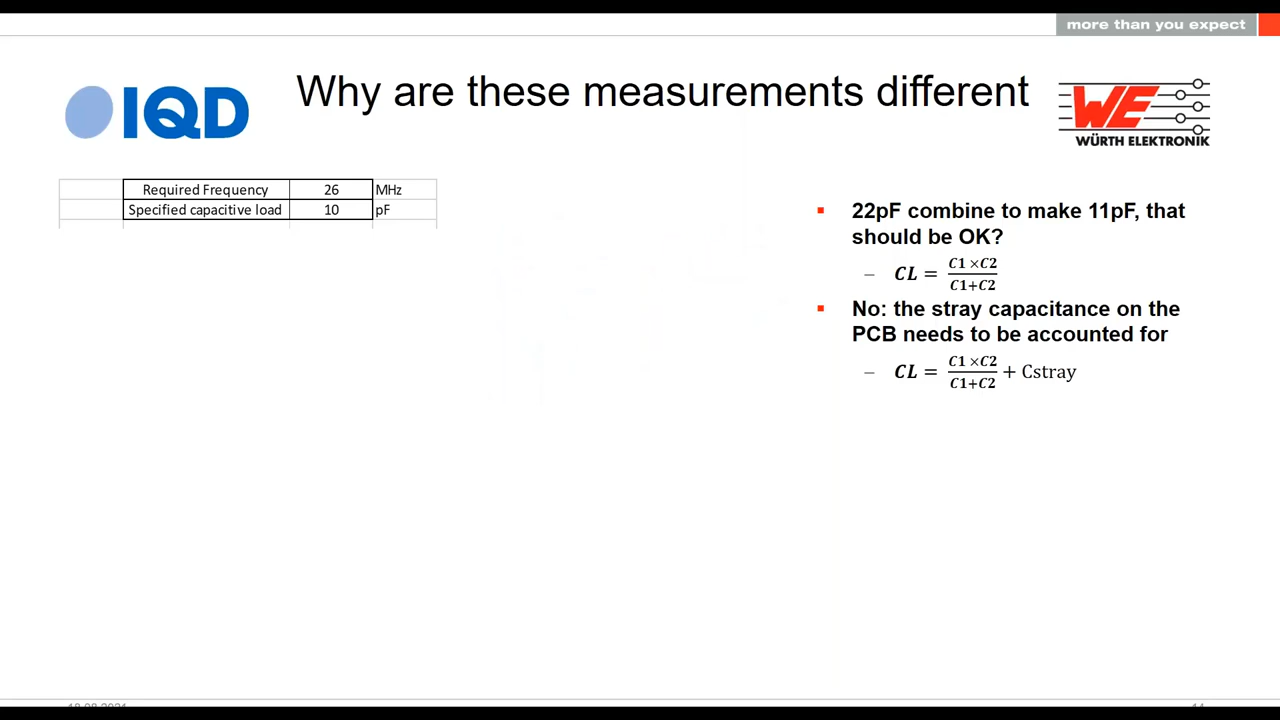 more than you expect
IQD
Why are these measurements different
WE
WÜRTH ELEKTRONIK
Required Frequency 26 MHz
Specified capacitive load 10 pF
▪ 22pF combine to make 11pF, that
should be OK?
– CL = C1 ×C2 / C1+C2
▪ No: the stray capacitance on the
PCB needs to be accounted for
– CL = C1 ×C2 / C1+C2 + Cstray